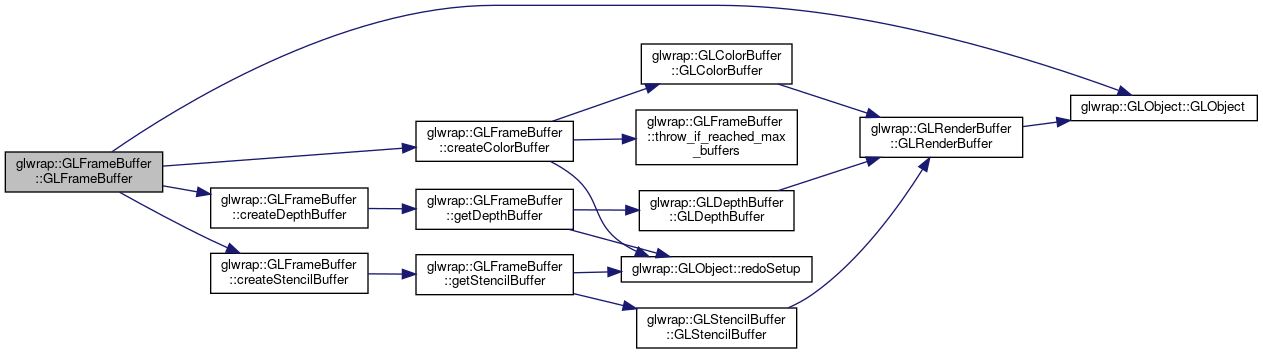 glwrap::GLFrameBuffer
::GLFrameBuffer
glwrap::GLFrameBuffer
::createColorBuffer
glwrap::GLFrameBuffer
::createDepthBuffer
glwrap::GLFrameBuffer
::createStencilBuffer
glwrap::GLFrameBuffer
::getDepthBuffer
glwrap::GLFrameBuffer
::getStencilBuffer
glwrap::GLColorBuffer
::GLColorBuffer
glwrap::GLFrameBuffer
::throw_if_reached_max
_buffers
glwrap::GLDepthBuffer
::GLDepthBuffer
glwrap::GLObject::redoSetup
glwrap::GLStencilBuffer
::GLStencilBuffer
glwrap::GLRenderBuffer
::GLRenderBuffer
glwrap::GLObject::GLObject